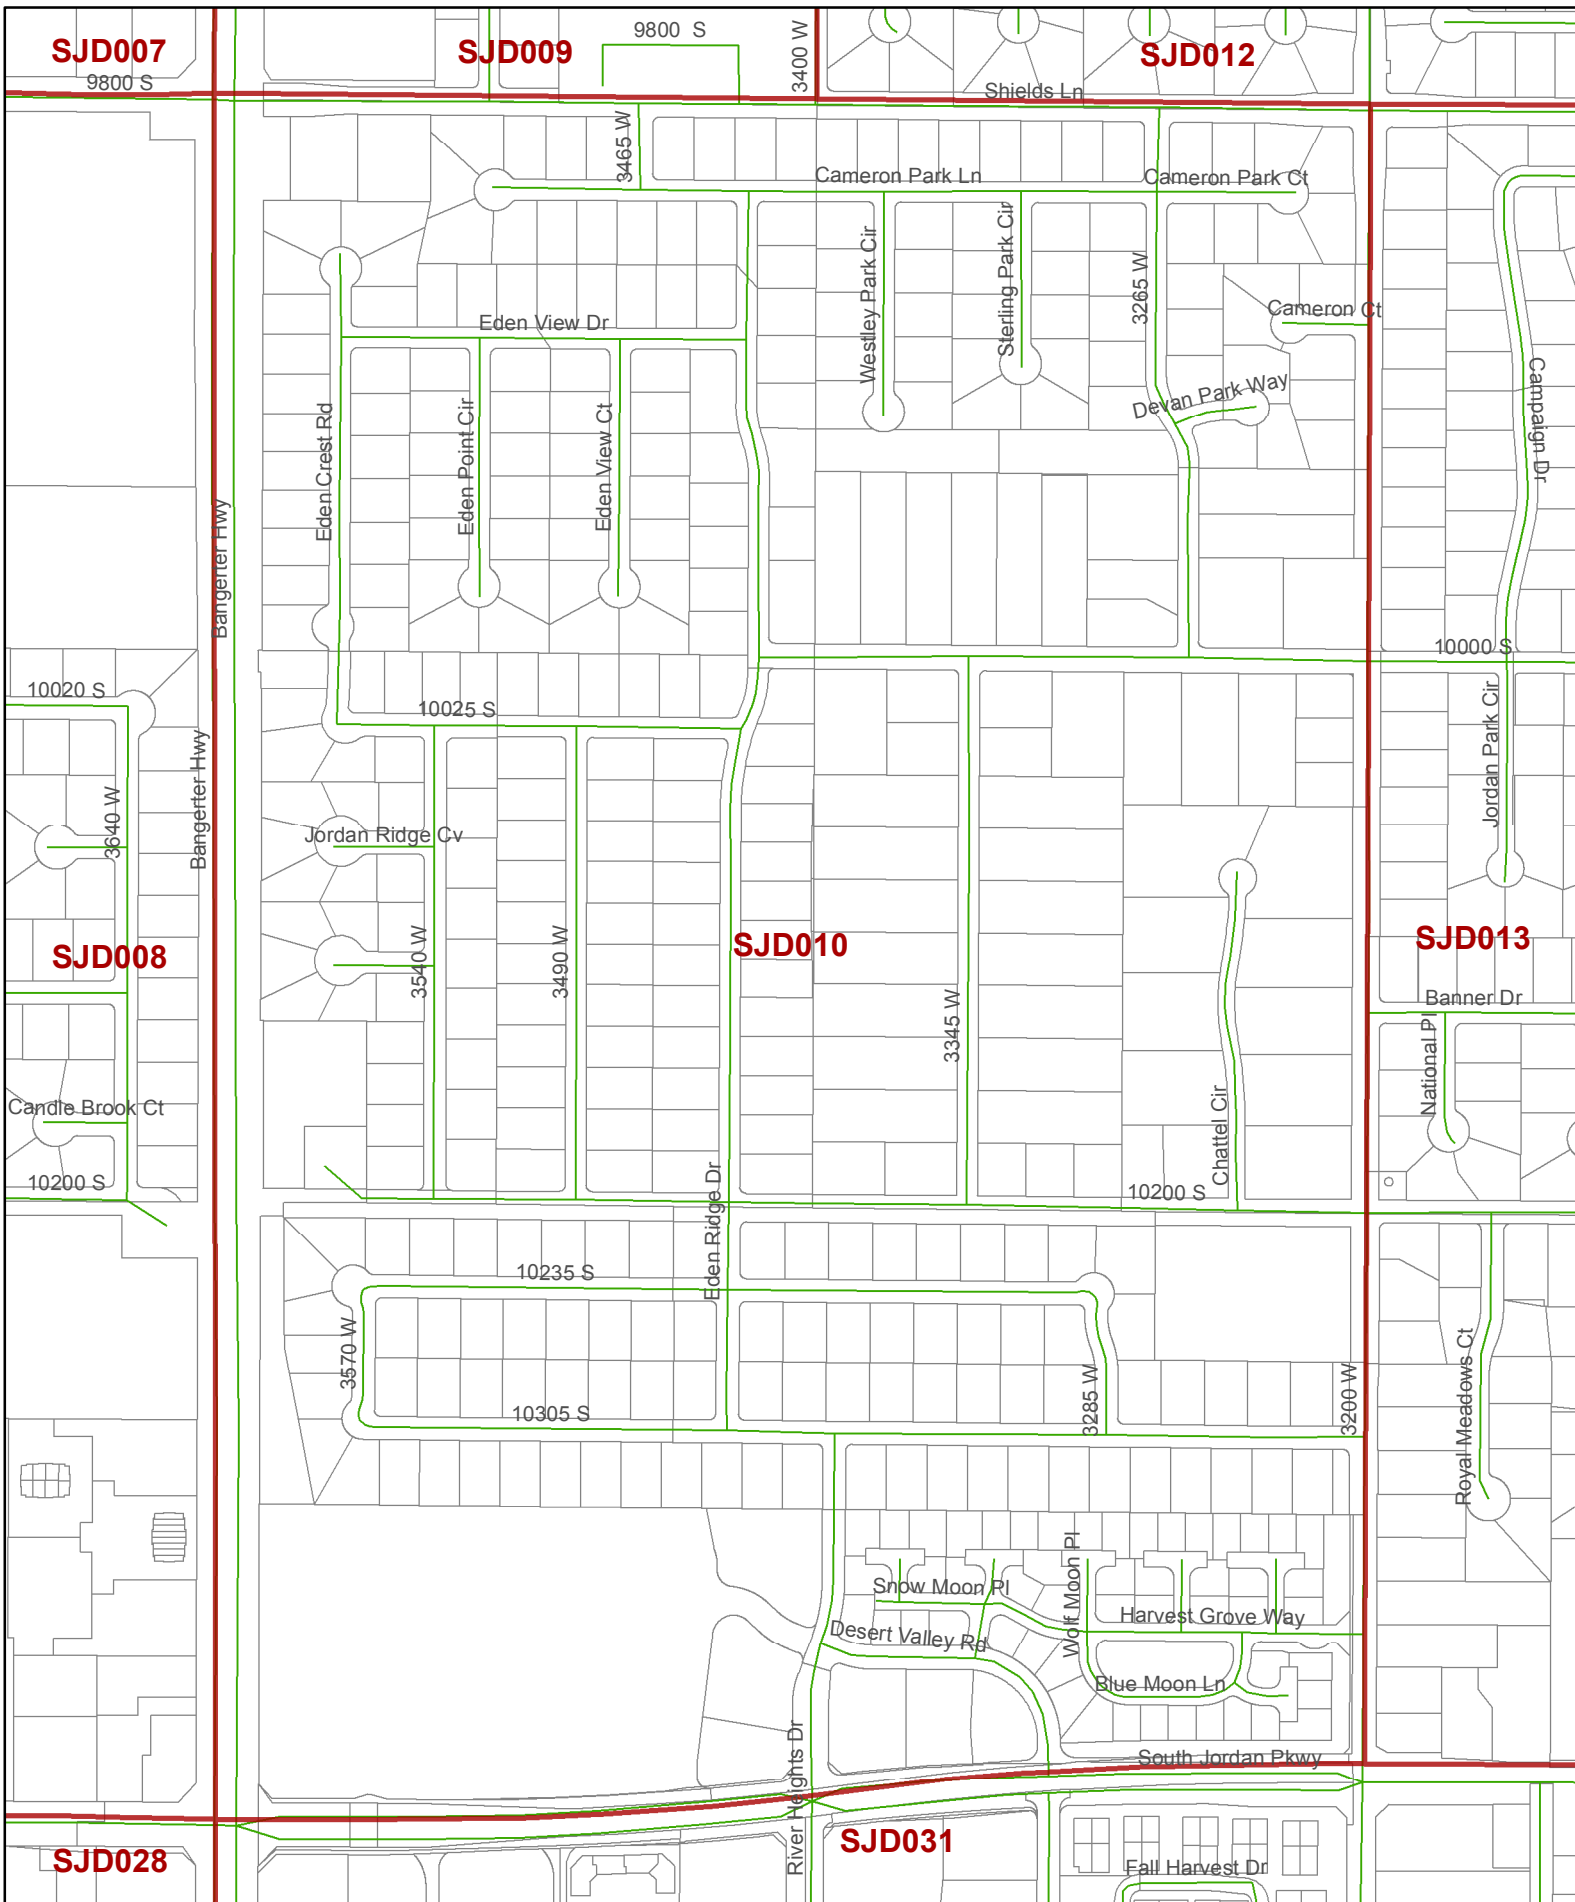 SJD007
SJD009
9800 S
3400 W
SJD012
9800 S
Shields Ln
3465 W
Cameron Park Ln
Cameron Park Ct
Westley Park Cir
Sterling Park Cir
3265 W
Cameron Ct
Eden View Dr
Devan Park Way
Campaign Dr
Eden Crest Rd
Eden Point Cir
Eden View Ct
Bangerter Hwy
10000 S
10020 S
10025 S
Jordan Park Cir
3640 W
Bangerter Hwy
Jordan Ridge Cv
SJD008
3540 W
3490 W
SJD010
SJD013
3345 W
Banner Dr
National Pl
Candle Brook Ct
Chattel Cir
10200 S
10200 S
Eden Ridge Dr
10235 S
3570 W
3285 W
3200 W
Royal Meadows Ct
10305 S
Snow Moon Pl
Wolf Moon Pl
Harvest Grove Way
Desert Valley Rd
Blue Moon Ln
River Heights Dr
South Jordan Pkwy
SJD028
SJD031
Fall Harvest Dr